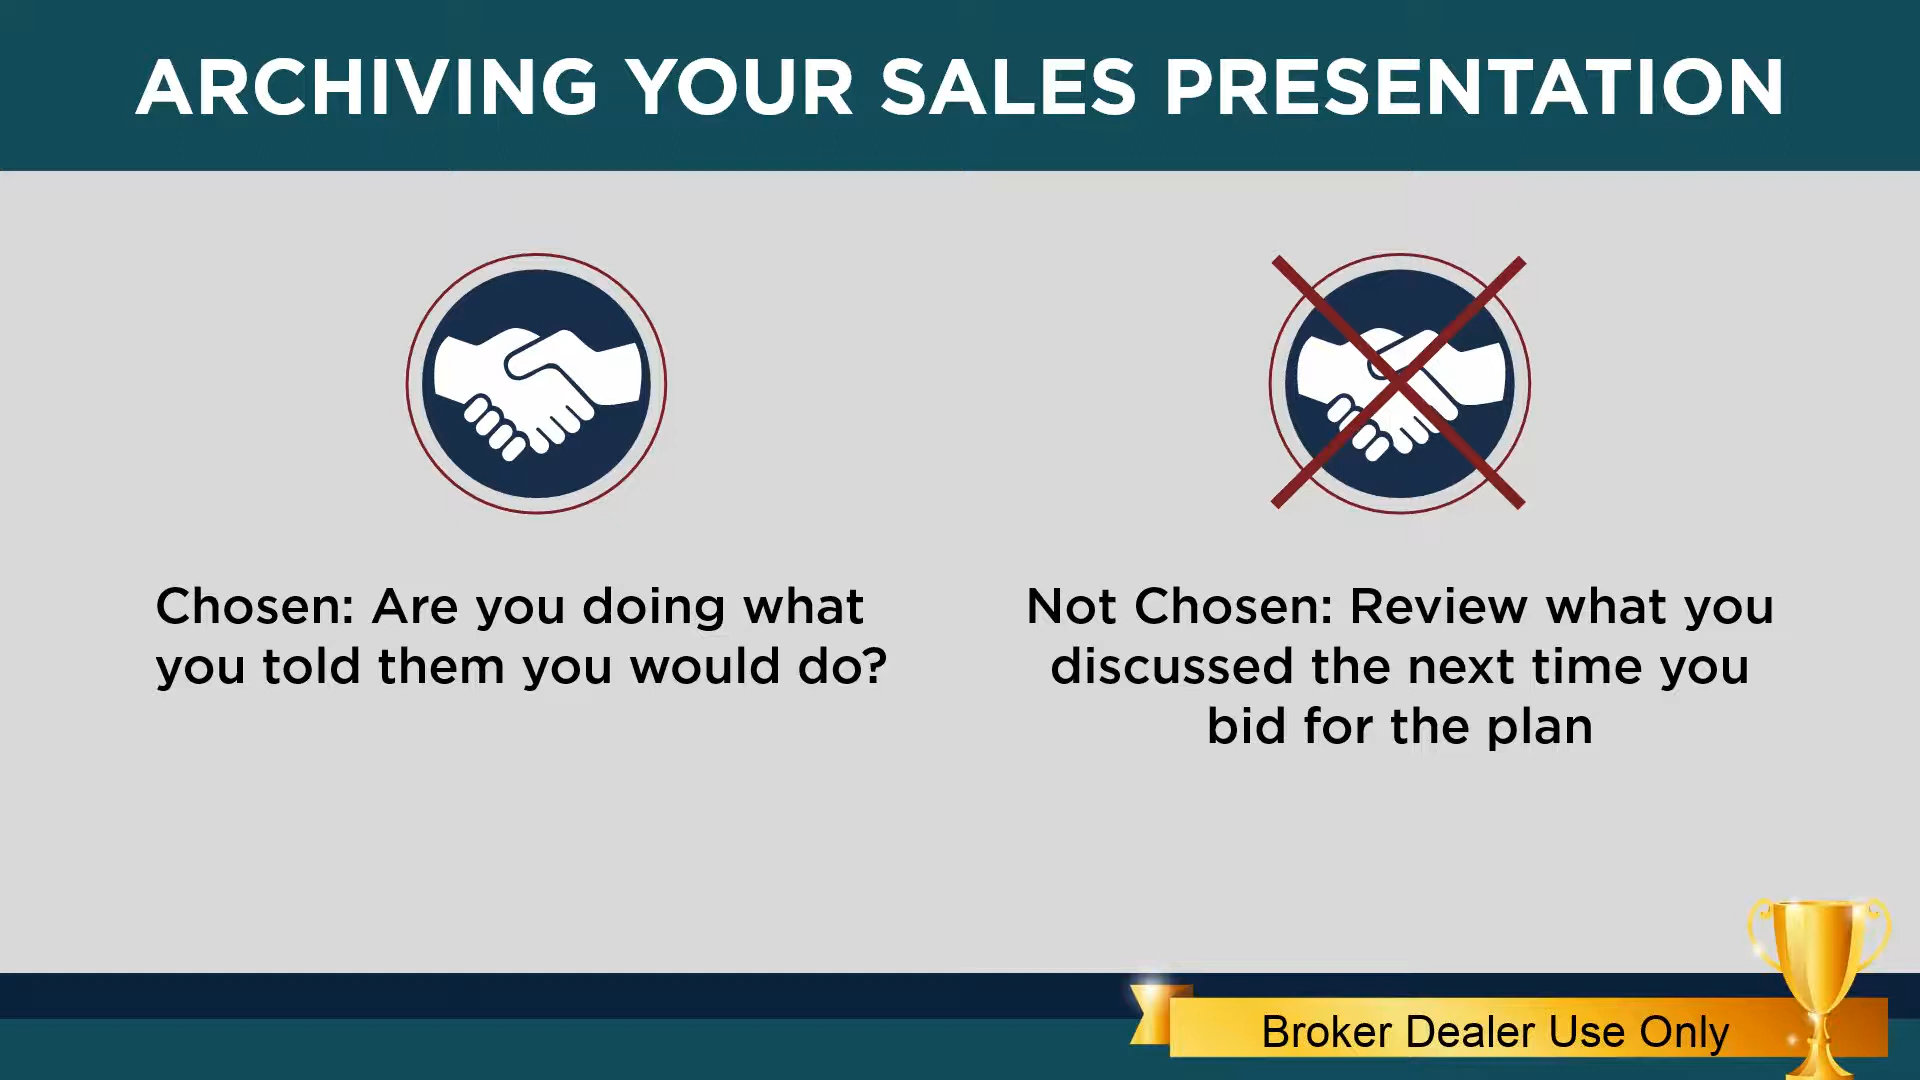 ARCHIVING YOUR SALES PRESENTATION
Chosen: Are you doing what
you told them you would do?
Not Chosen: Review what you
discussed the next time you
bid for the plan
Broker Dealer Use Only